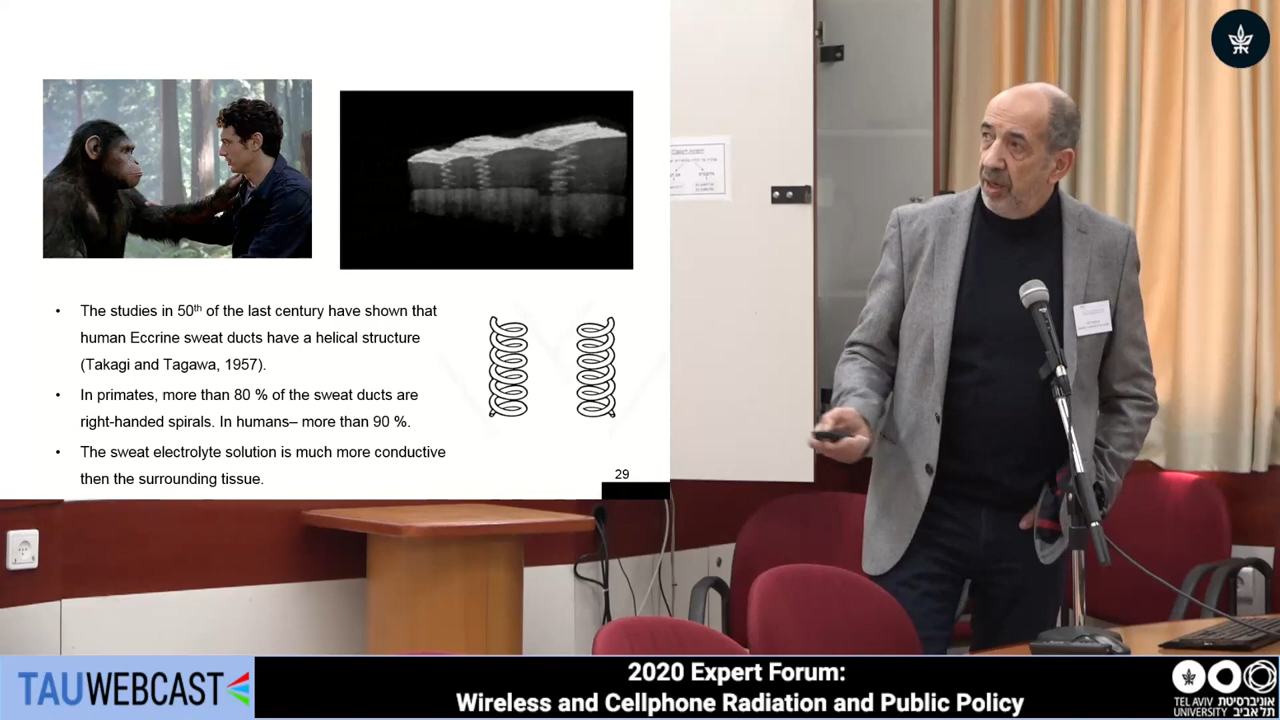 • The studies in 50th of the last century have shown that
human Eccrine sweat ducts have a helical structure
(Takagi and Tagawa, 1957).
• In primates, more than 80 % of the sweat ducts are
right-handed spirals. In humans– more than 90 %.
• The sweat electrolyte solution is much more conductive
then the surrounding tissue.
29
TAUWEBCAST
2020 Expert Forum:
Wireless and Cellphone Radiation and Public Policy
TEL AVIV אוניברסיטת
UNIVERSITY תל אביב